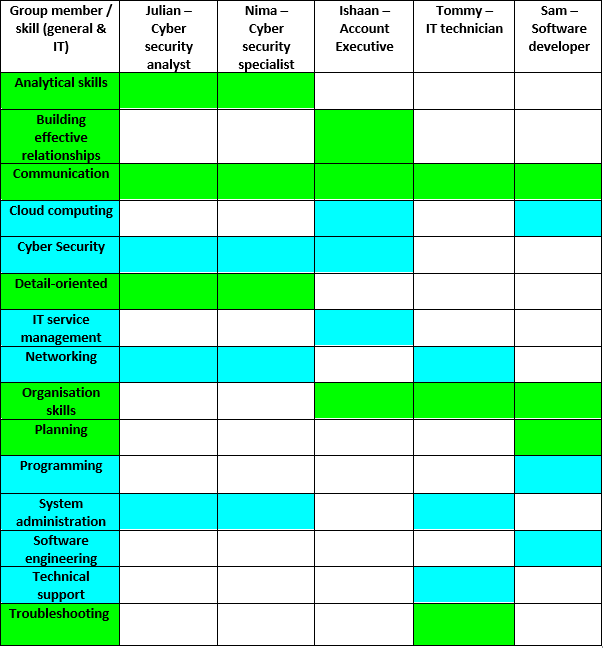 Group member / skill (general & IT)
Julian – Cyber security analyst
Nima – Cyber security specialist
Ishaan – Account Executive
Tommy – IT technician
Sam – Software developer
Analytical skills
Building effective relationships
Communication
Cloud computing
Cyber Security
Detail-oriented
IT service management
Networking
Organisation skills
Planning
Programming
System administration
Software engineering
Technical support
Troubleshooting